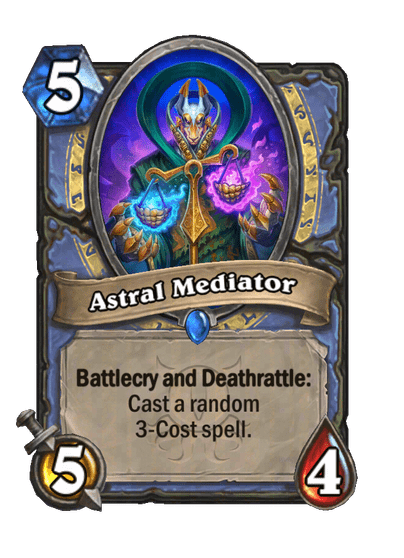 5
Astral Mediator
Battlecry and Deathrattle:
Cast a random
3-Cost spell.
5
4